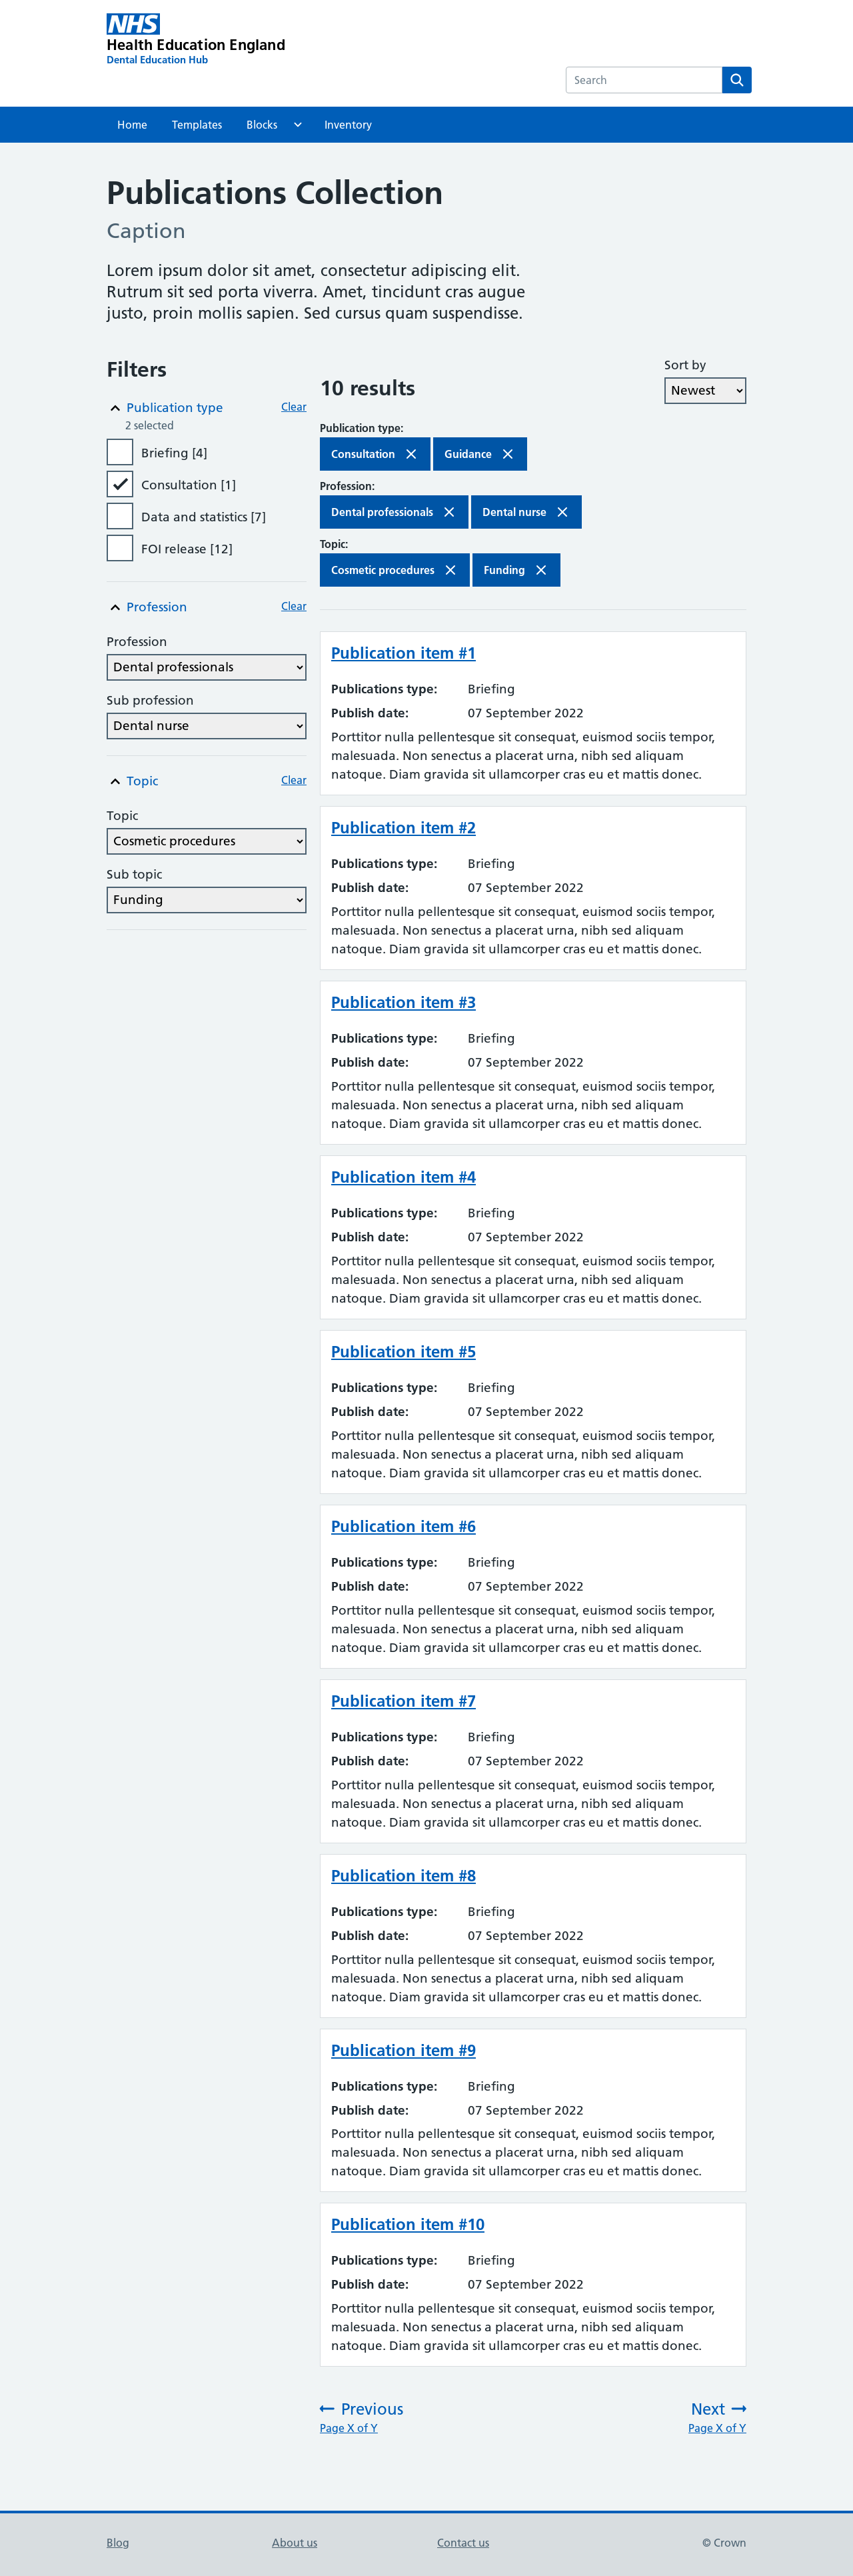 NHS
Health Education England
Dental Education Hub
Search
Home Templates Blocks Inventory
Publications Collection
Caption
Lorem ipsum dolor sit amet, consectetur adipiscing elit.
Rutrum sit sed porta viverra. Amet, tincidunt cras augue
justo, proin mollis sapien. Sed cursus quam suspendisse.
Filters
Publication type Clear
2 selected
Briefing [4]
Consultation [1]
Data and statistics [7]
FOI release [12]
Profession Clear
Profession
Dental professionals
Sub profession
Dental nurse
Topic Clear
Topic
Cosmetic procedures
Sub topic
Funding
10 results
Sort by
Newest
Publication type:
Consultation Guidance
Profession:
Dental professionals Dental nurse
Topic:
Cosmetic procedures Funding
Publication item #1
Publications type: Briefing
Publish date: 07 September 2022
Porttitor nulla pellentesque sit consequat, euismod sociis tempor,
malesuada. Non senectus a placerat urna, nibh sed aliquam
natoque. Diam gravida sit ullamcorper cras eu et mattis donec.
Publication item #2
Publications type: Briefing
Publish date: 07 September 2022
Porttitor nulla pellentesque sit consequat, euismod sociis tempor,
malesuada. Non senectus a placerat urna, nibh sed aliquam
natoque. Diam gravida sit ullamcorper cras eu et mattis donec.
Publication item #3
Publications type: Briefing
Publish date: 07 September 2022
Porttitor nulla pellentesque sit consequat, euismod sociis tempor,
malesuada. Non senectus a placerat urna, nibh sed aliquam
natoque. Diam gravida sit ullamcorper cras eu et mattis donec.
Publication item #4
Publications type: Briefing
Publish date: 07 September 2022
Porttitor nulla pellentesque sit consequat, euismod sociis tempor,
malesuada. Non senectus a placerat urna, nibh sed aliquam
natoque. Diam gravida sit ullamcorper cras eu et mattis donec.
Publication item #5
Publications type: Briefing
Publish date: 07 September 2022
Porttitor nulla pellentesque sit consequat, euismod sociis tempor,
malesuada. Non senectus a placerat urna, nibh sed aliquam
natoque. Diam gravida sit ullamcorper cras eu et mattis donec.
Publication item #6
Publications type: Briefing
Publish date: 07 September 2022
Porttitor nulla pellentesque sit consequat, euismod sociis tempor,
malesuada. Non senectus a placerat urna, nibh sed aliquam
natoque. Diam gravida sit ullamcorper cras eu et mattis donec.
Publication item #7
Publications type: Briefing
Publish date: 07 September 2022
Porttitor nulla pellentesque sit consequat, euismod sociis tempor,
malesuada. Non senectus a placerat urna, nibh sed aliquam
natoque. Diam gravida sit ullamcorper cras eu et mattis donec.
Publication item #8
Publications type: Briefing
Publish date: 07 September 2022
Porttitor nulla pellentesque sit consequat, euismod sociis tempor,
malesuada. Non senectus a placerat urna, nibh sed aliquam
natoque. Diam gravida sit ullamcorper cras eu et mattis donec.
Publication item #9
Publications type: Briefing
Publish date: 07 September 2022
Porttitor nulla pellentesque sit consequat, euismod sociis tempor,
malesuada. Non senectus a placerat urna, nibh sed aliquam
natoque. Diam gravida sit ullamcorper cras eu et mattis donec.
Publication item #10
Publications type: Briefing
Publish date: 07 September 2022
Porttitor nulla pellentesque sit consequat, euismod sociis tempor,
malesuada. Non senectus a placerat urna, nibh sed aliquam
natoque. Diam gravida sit ullamcorper cras eu et mattis donec.
Previous Next
Page X of Y Page X of Y
Blog About us Contact us © Crown